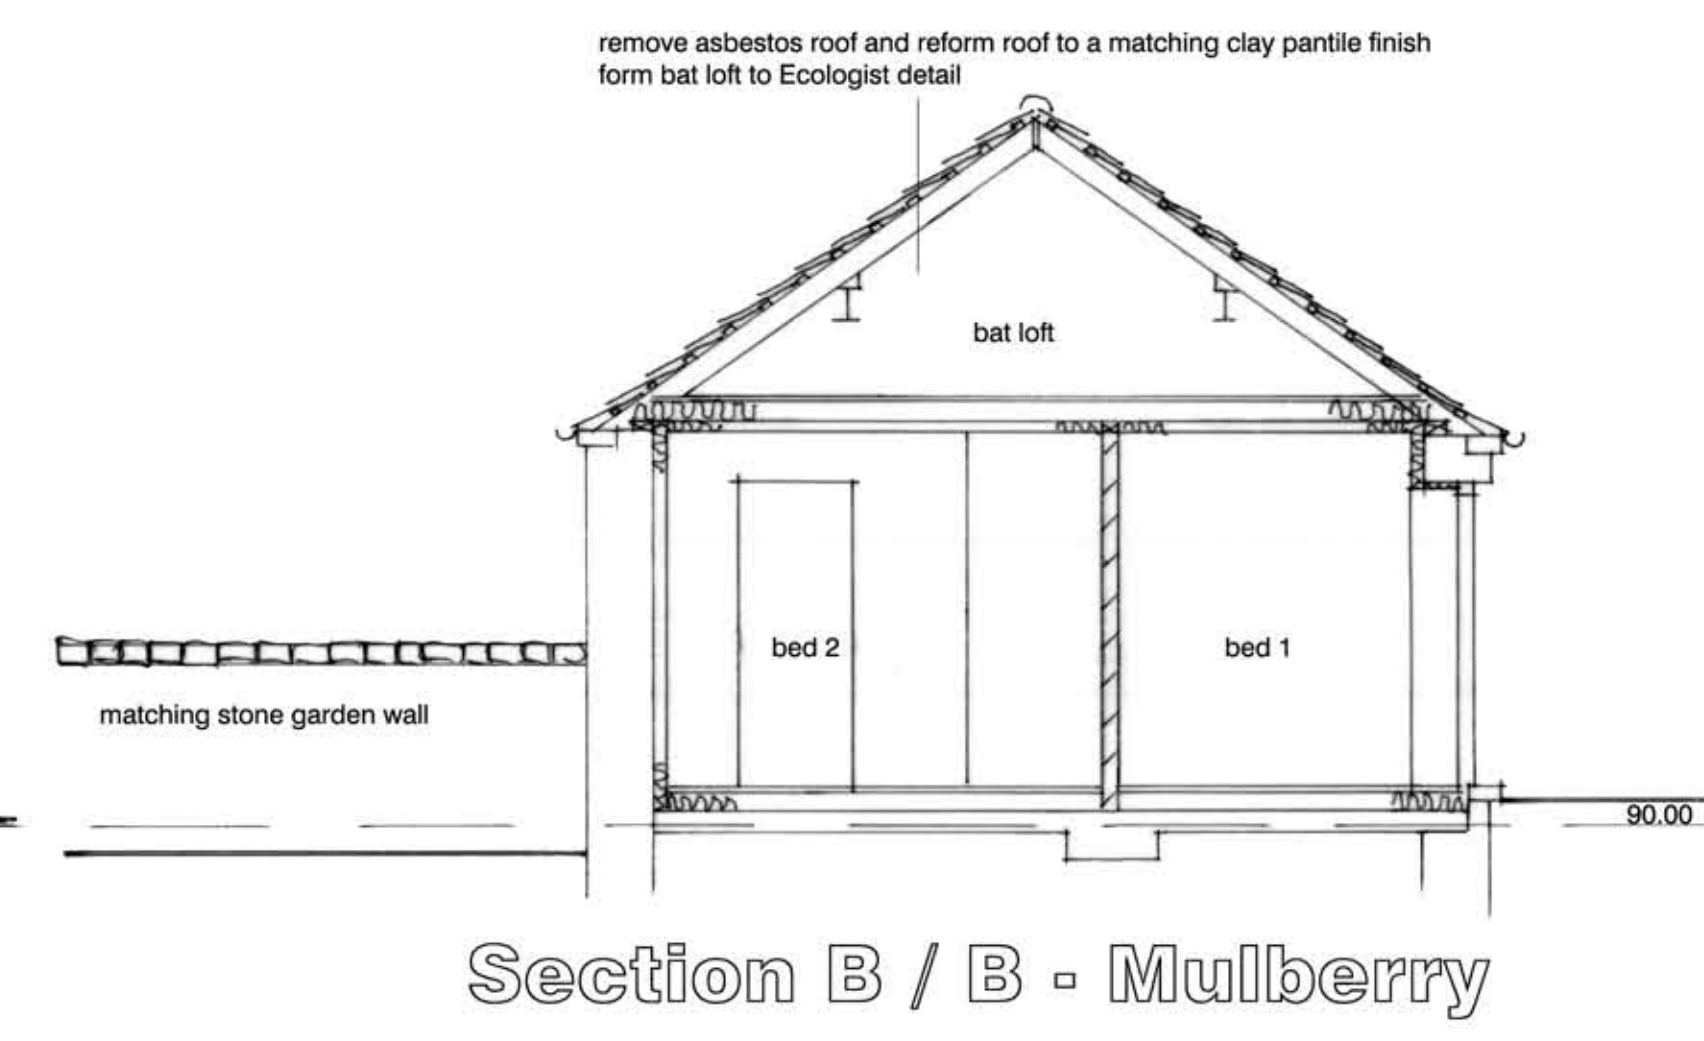 remove asbestos roof and reform roof to a matching clay pantile finish
form bat loft to Ecologist detail
bat loft
bed 2
bed 1
matching stone garden wall
90.00
Section B / B - Mulberry